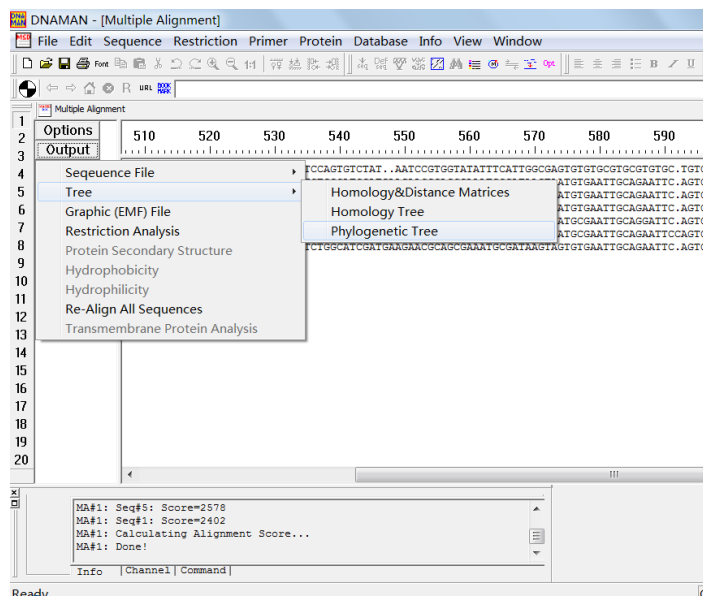 DNAMAN - [Multiple Alignment]
File Edit Sequence Restriction Primer Protein Database Info View Window
Font 1:1
R URL BOOK MARK
Multiple Alignment
Options
Output
510 520 530 540 550 560 570 580 590
1
2
3
4
5
6
7
8
9
10
11
12
13
14
15
16
17
18
19
20
Seqeuence File
Tree
Graphic (EMF) File
Restriction Analysis
Protein Secondary Structure
Hydrophobicity
Hydrophilicity
Re-Align All Sequences
Transmembrane Protein Analysis
Homology&Distance Matrices
Homology Tree
Phylogenetic Tree
TCCAGTGTCTAT..AATCCGTGGTATATTTCATTGGCGAGTGTGTGCGTGCGTGTGC.TGTC
ATGTGAATTGCAGAATTC.AGTC
ATGTGAATTGCAGAATTC.AGTC
ATGTGAATTGCAGAATTC.AGTC
ATGCGAATTGCAGGATTC.AGTC
ATGCGAATTGCAGAATTCCAGTC
TCTGGCATCGATGAAGAACGCAGCGAAATGCGATAAGTAGTGTGAATTGCAGAATTC.AGTC
MA#1: Seq#5: Score=2578
MA#1: Seq#1: Score=2402
MA#1: Calculating Alignment Score...
MA#1: Done!
Info Channel Command
Ready